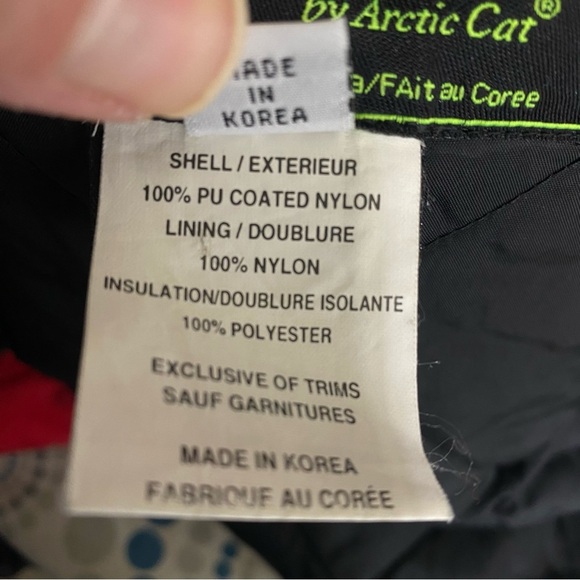 by Arctic Cat®
a/FAit au Coree
MADE
IN
KOREA
SHELL / EXTERIEUR
100% PU COATED NYLON
LINING / DOUBLURE
100% NYLON
INSULATION/DOUBLURE ISOLANTE
100% POLYESTER
EXCLUSIVE OF TRIMS
SAUF GARNITURES
MADE IN KOREA
FABRIQUE AU CORÉE